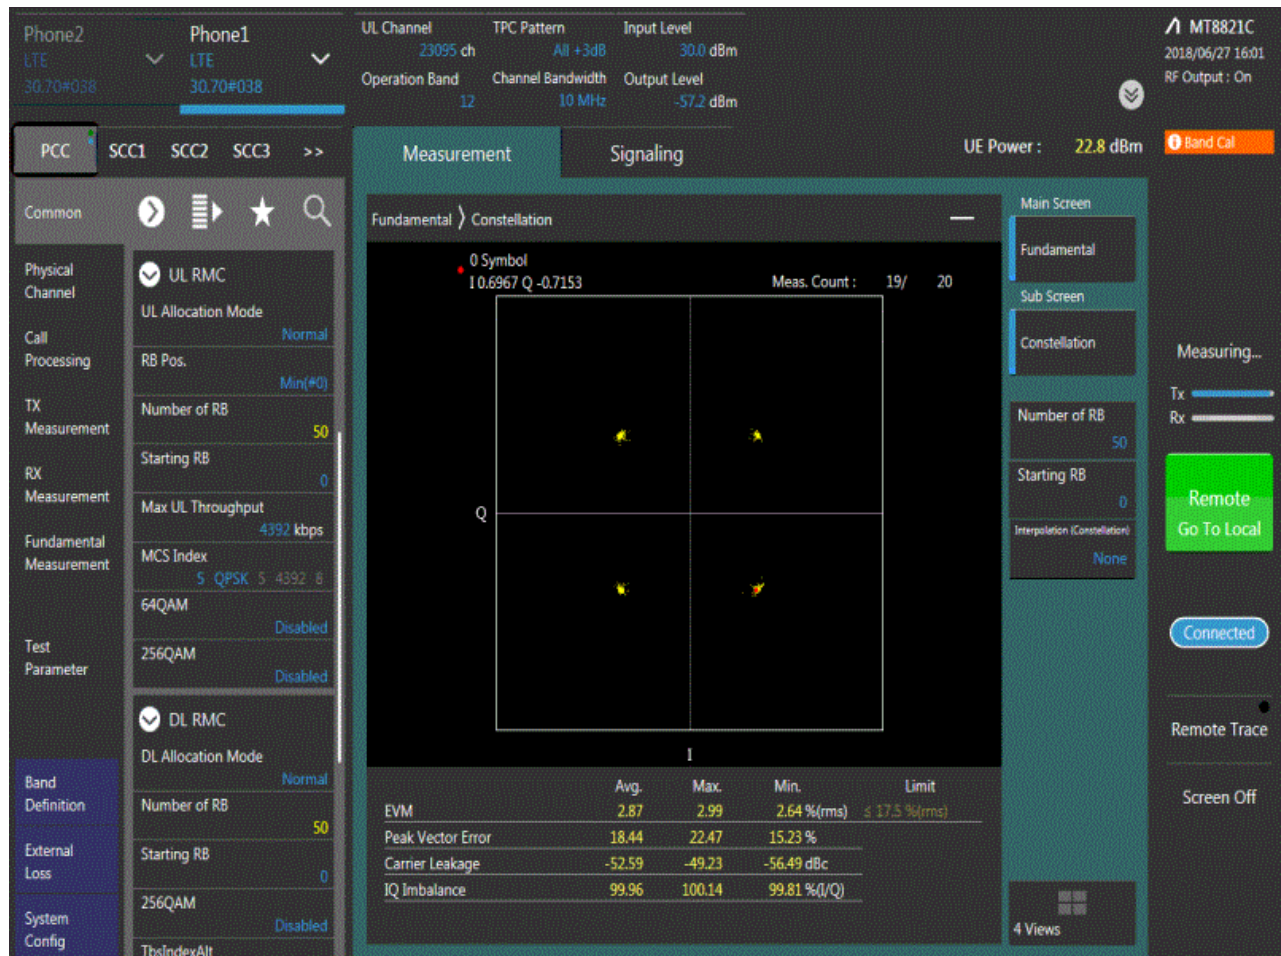 Phone2
LTE
30.70#038
Phone1
LTE
30.70#038
UL Channel
23095 ch
TPC Pattern
All +3dB
Input Level
30.0 dBm
Operation Band
12
Channel Bandwidth
10 MHz
Output Level
-57.2 dBm
MT8821C
2018/06/27 16:01
RF Output : On
PCC SCC1 SCC2 SCC3 >>
Measurement Signaling
UE Power : 22.8 dBm
Band Cal
Common
Physical
Channel
Call
Processing
TX
Measurement
RX
Measurement
Fundamental
Measurement
Test
Parameter
Band
Definition
External
Loss
System
Config
UL RMC
UL Allocation Mode
Normal
RB Pos.
Min(#0)
Number of RB
50
Starting RB
0
Max UL Throughput
4392 kbps
MCS Index
5 QPSK 5 4392 8
64QAM
Disabled
256QAM
Disabled
DL RMC
DL Allocation Mode
Normal
Number of RB
50
Starting RB
0
256QAM
Disabled
TbsIndexAlt
Fundamental 〉 Constellation
0 Symbol
I 0.6967 Q -0.7153
Meas. Count : 19/ 20
Q
I
Avg. Max. Min. Limit
EVM 2.87 2.99 2.64 %(rms) ≤ 17.5 %(rms)
Peak Vector Error 18.44 22.47 15.23 %
Carrier Leakage -52.59 -49.23 -56.49 dBc
IQ Imbalance 99.96 100.14 99.81 %(I/Q)
Main Screen
Fundamental
Sub Screen
Constellation
Number of RB
50
Starting RB
0
Interpolation (Constellation)
None
4 Views
Measuring...
Tx
Rx
Remote
Go To Local
Connected
Remote Trace
Screen Off